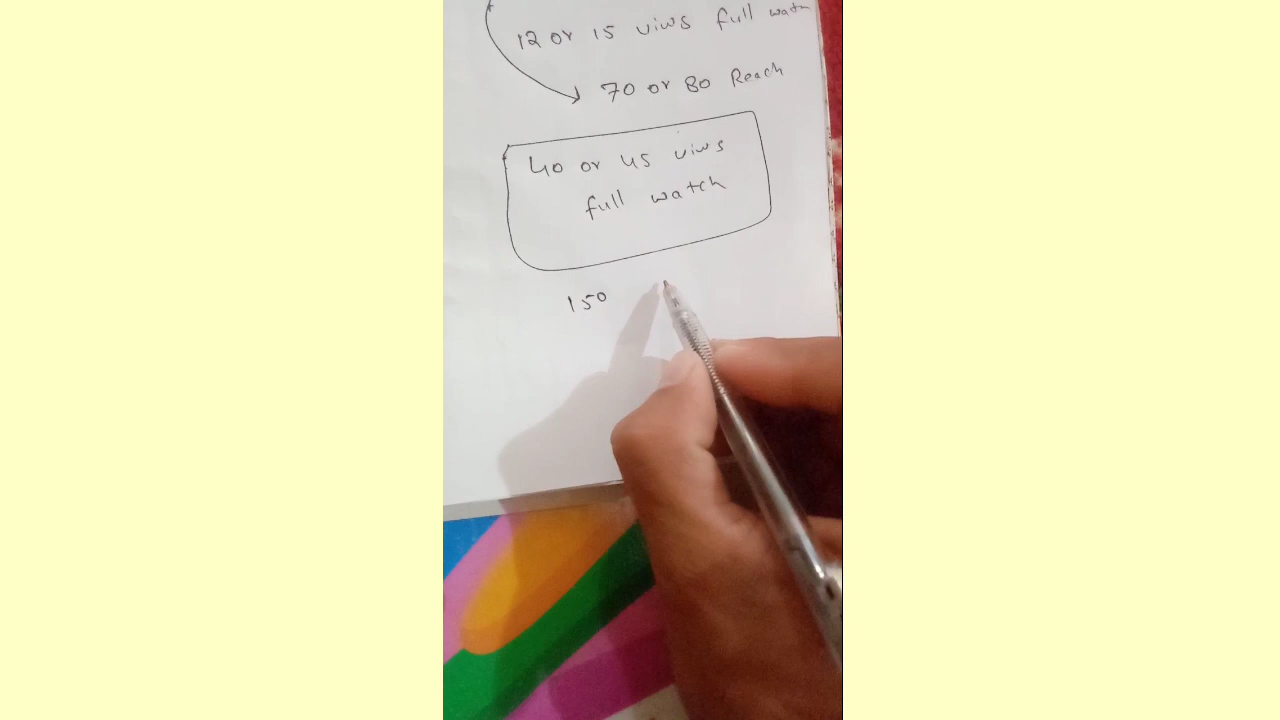 12 or 15 viws full watch
70 or 80 Reach
40 or 45 viws
full watch
150